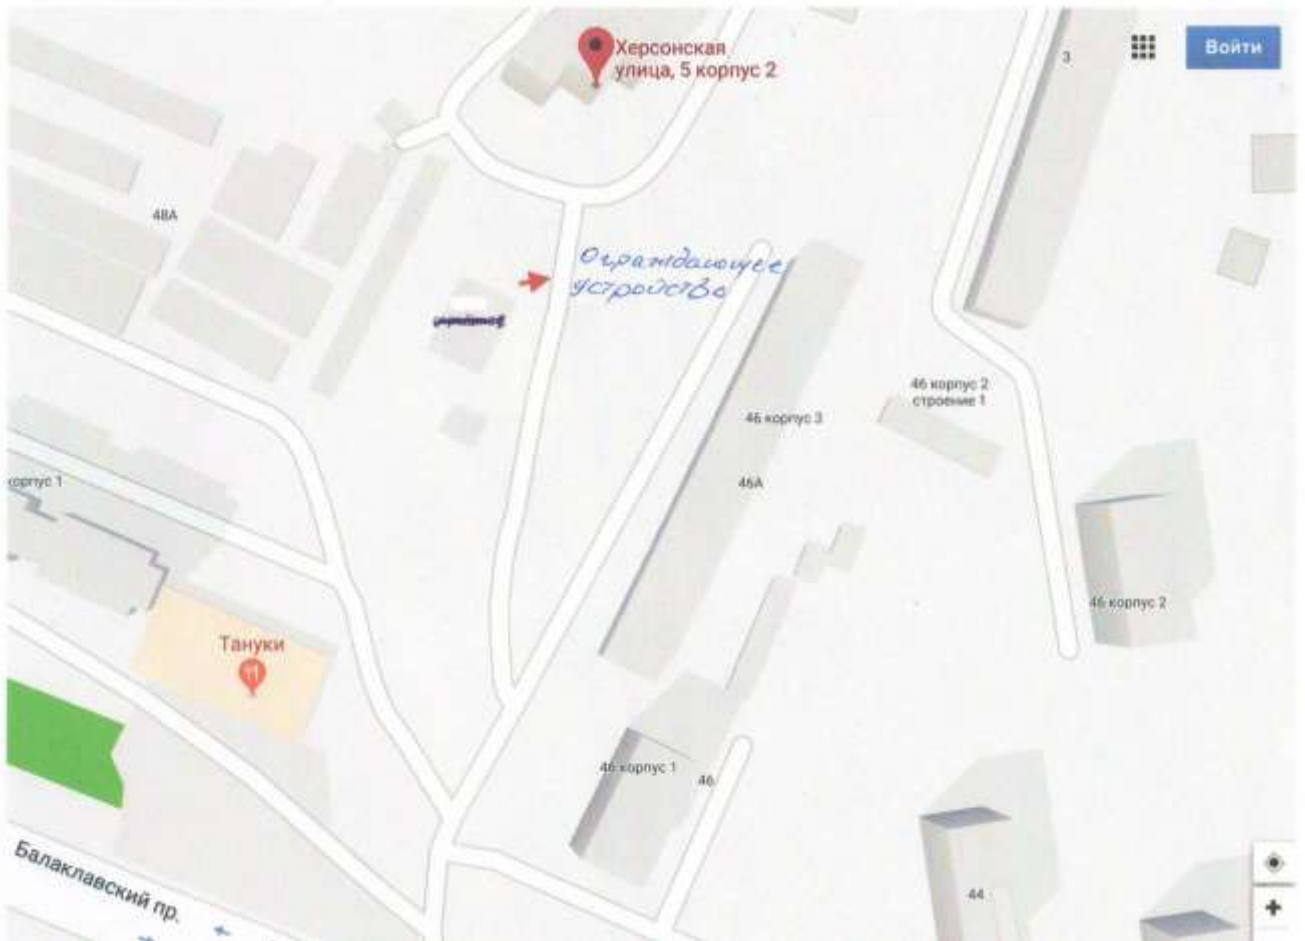 Херсонская
улица, 5 корпус 2
3
Войти
48А
Ограждающее
устройство
46 корпус 2
строение 1
46 корпус 3
46А
корпус 1
46 корпус 2
Тануки
46 корпус 1
46
Балаклавский пр.
44